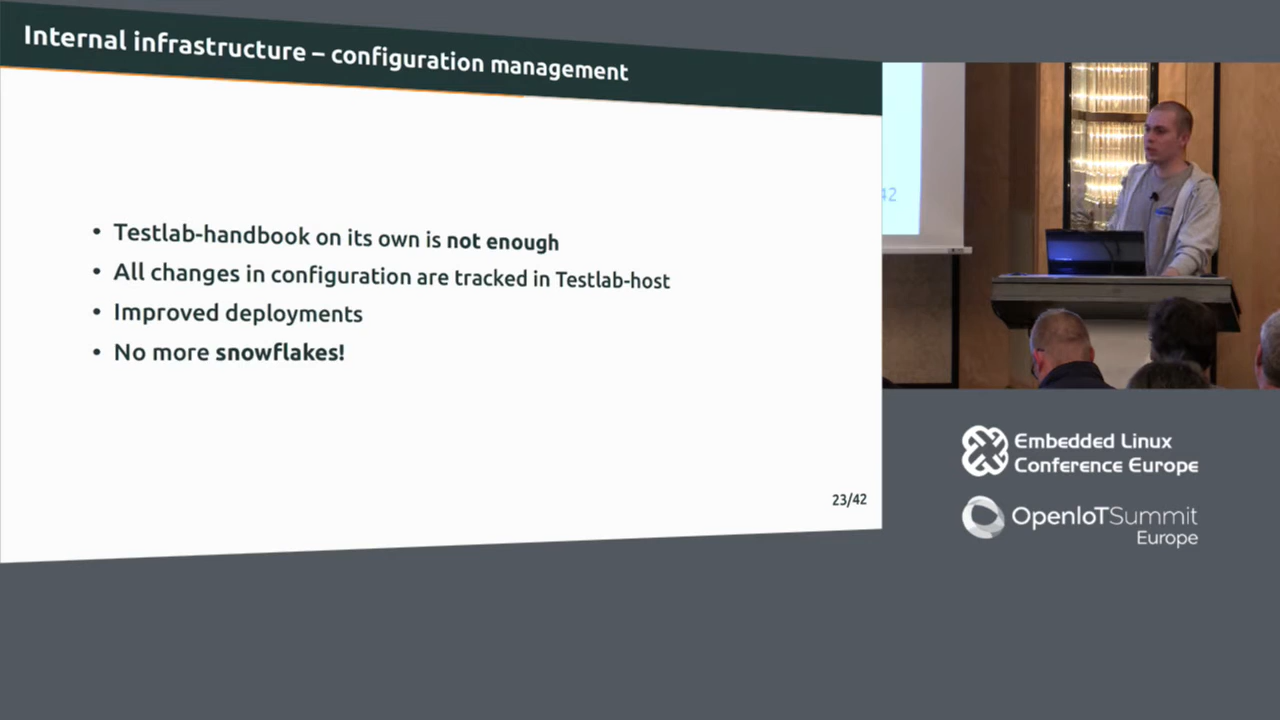 Internal infrastructure – configuration management
• Testlab-handbook on its own is not enough
• All changes in configuration are tracked in Testlab-host
• Improved deployments
• No more snowflakes!
23/42
42
Embedded Linux
Conference Europe
OpenIoTSummit
Europe